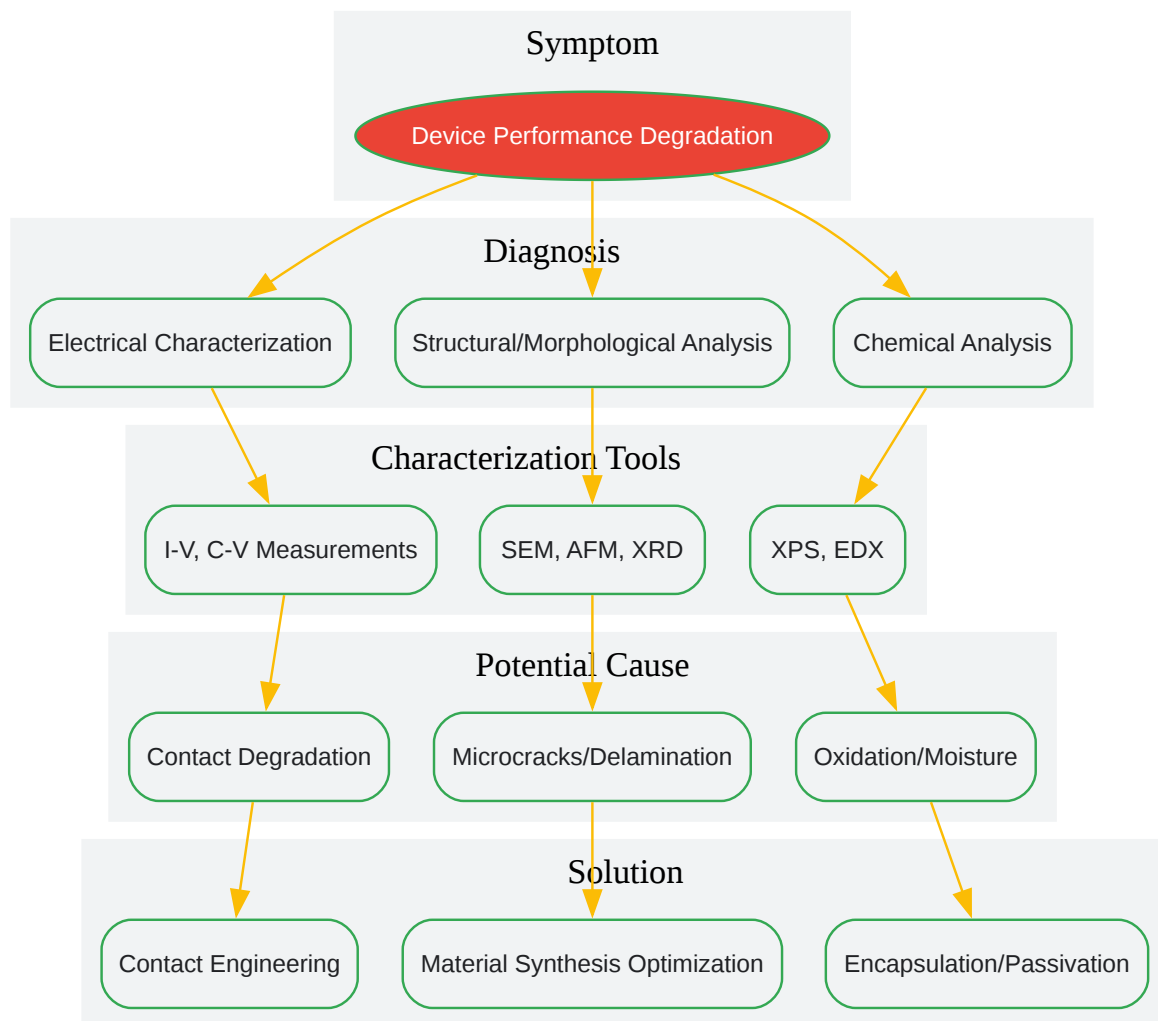 Symptom
Device Performance Degradation
Diagnosis
Electrical Characterization
Structural/Morphological Analysis
Chemical Analysis
Characterization Tools
I-V, C-V Measurements
SEM, AFM, XRD
XPS, EDX
Potential Cause
Contact Degradation
Microcracks/Delamination
Oxidation/Moisture
Solution
Contact Engineering
Material Synthesis Optimization
Encapsulation/Passivation